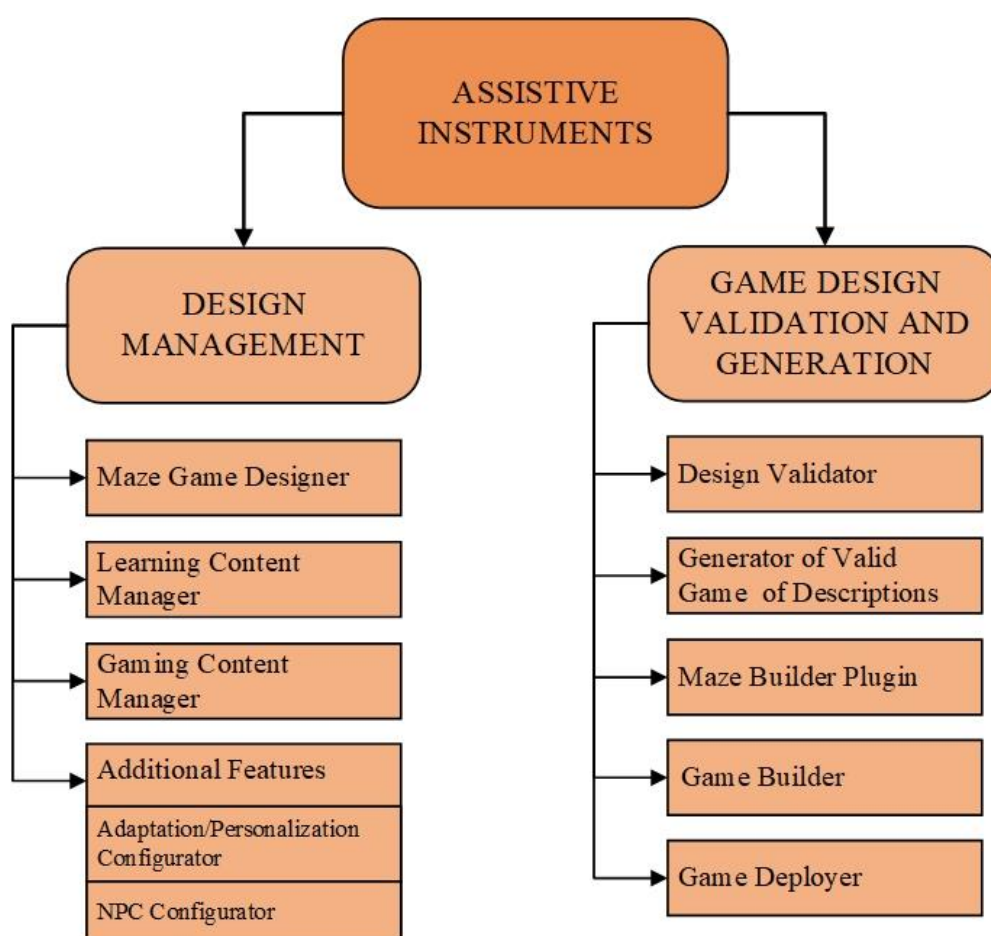 ASSISTIVE
INSTRUMENTS
DESIGN
MANAGEMENT
Maze Game Designer
Learning Content
Manager
Gaming Content
Manager
Additional Features
Adaptation/Personalization
Configurator
NPC Configurator
GAME DESIGN
VALIDATION AND
GENERATION
Design Validator
Generator of Valid
Game of Descriptions
Maze Builder Plugin
Game Builder
Game Deployer